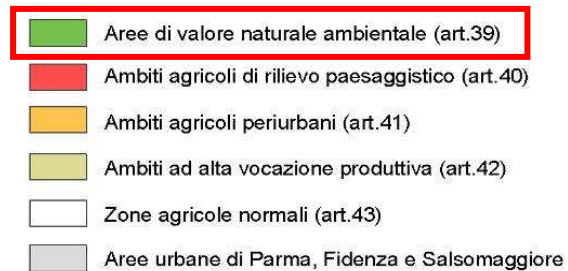 Aree di valore naturale ambientale (art.39)
Ambiti agricoli di rilievo paesaggistico (art.40)
Ambiti agricoli periurbani (art.41)
Ambiti ad alta vocazione produttiva (art.42)
Zone agricole normali (art.43)
Aree urbane di Parma, Fidenza e Salsomaggiore